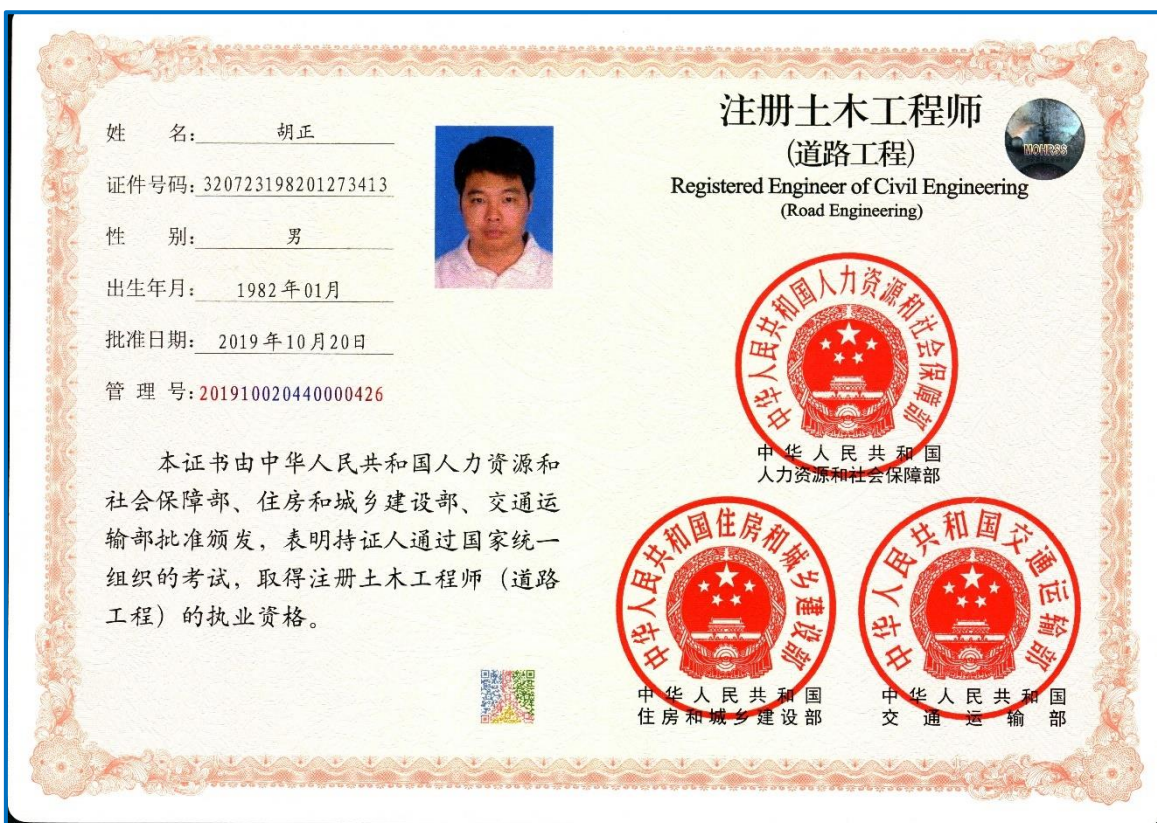 姓 名: 胡正
证件号码: 320723198201273413
性 别: 男
出生年月: 1982年01月
批准日期: 2019年10月20日
管 理 号: 201910020440000426
本证书由中华人民共和国人力资源和
社会保障部、住房和城乡建设部、交通运
输部批准颁发，表明持证人通过国家统一
组织的考试，取得注册土木工程师（道路
工程）的执业资格。
注册土木工程师
(道路工程)
Registered Engineer of Civil Engineering
(Road Engineering)
MOHRSS
中华人民共和国人力资源和社会保障部
中华人民共和国
人力资源和社会保障部
中华人民共和国住房和城乡建设部
中华人民共和国
住房和城乡建设部
中华人民共和国交通运输部
中华人民共和国
交通运输部